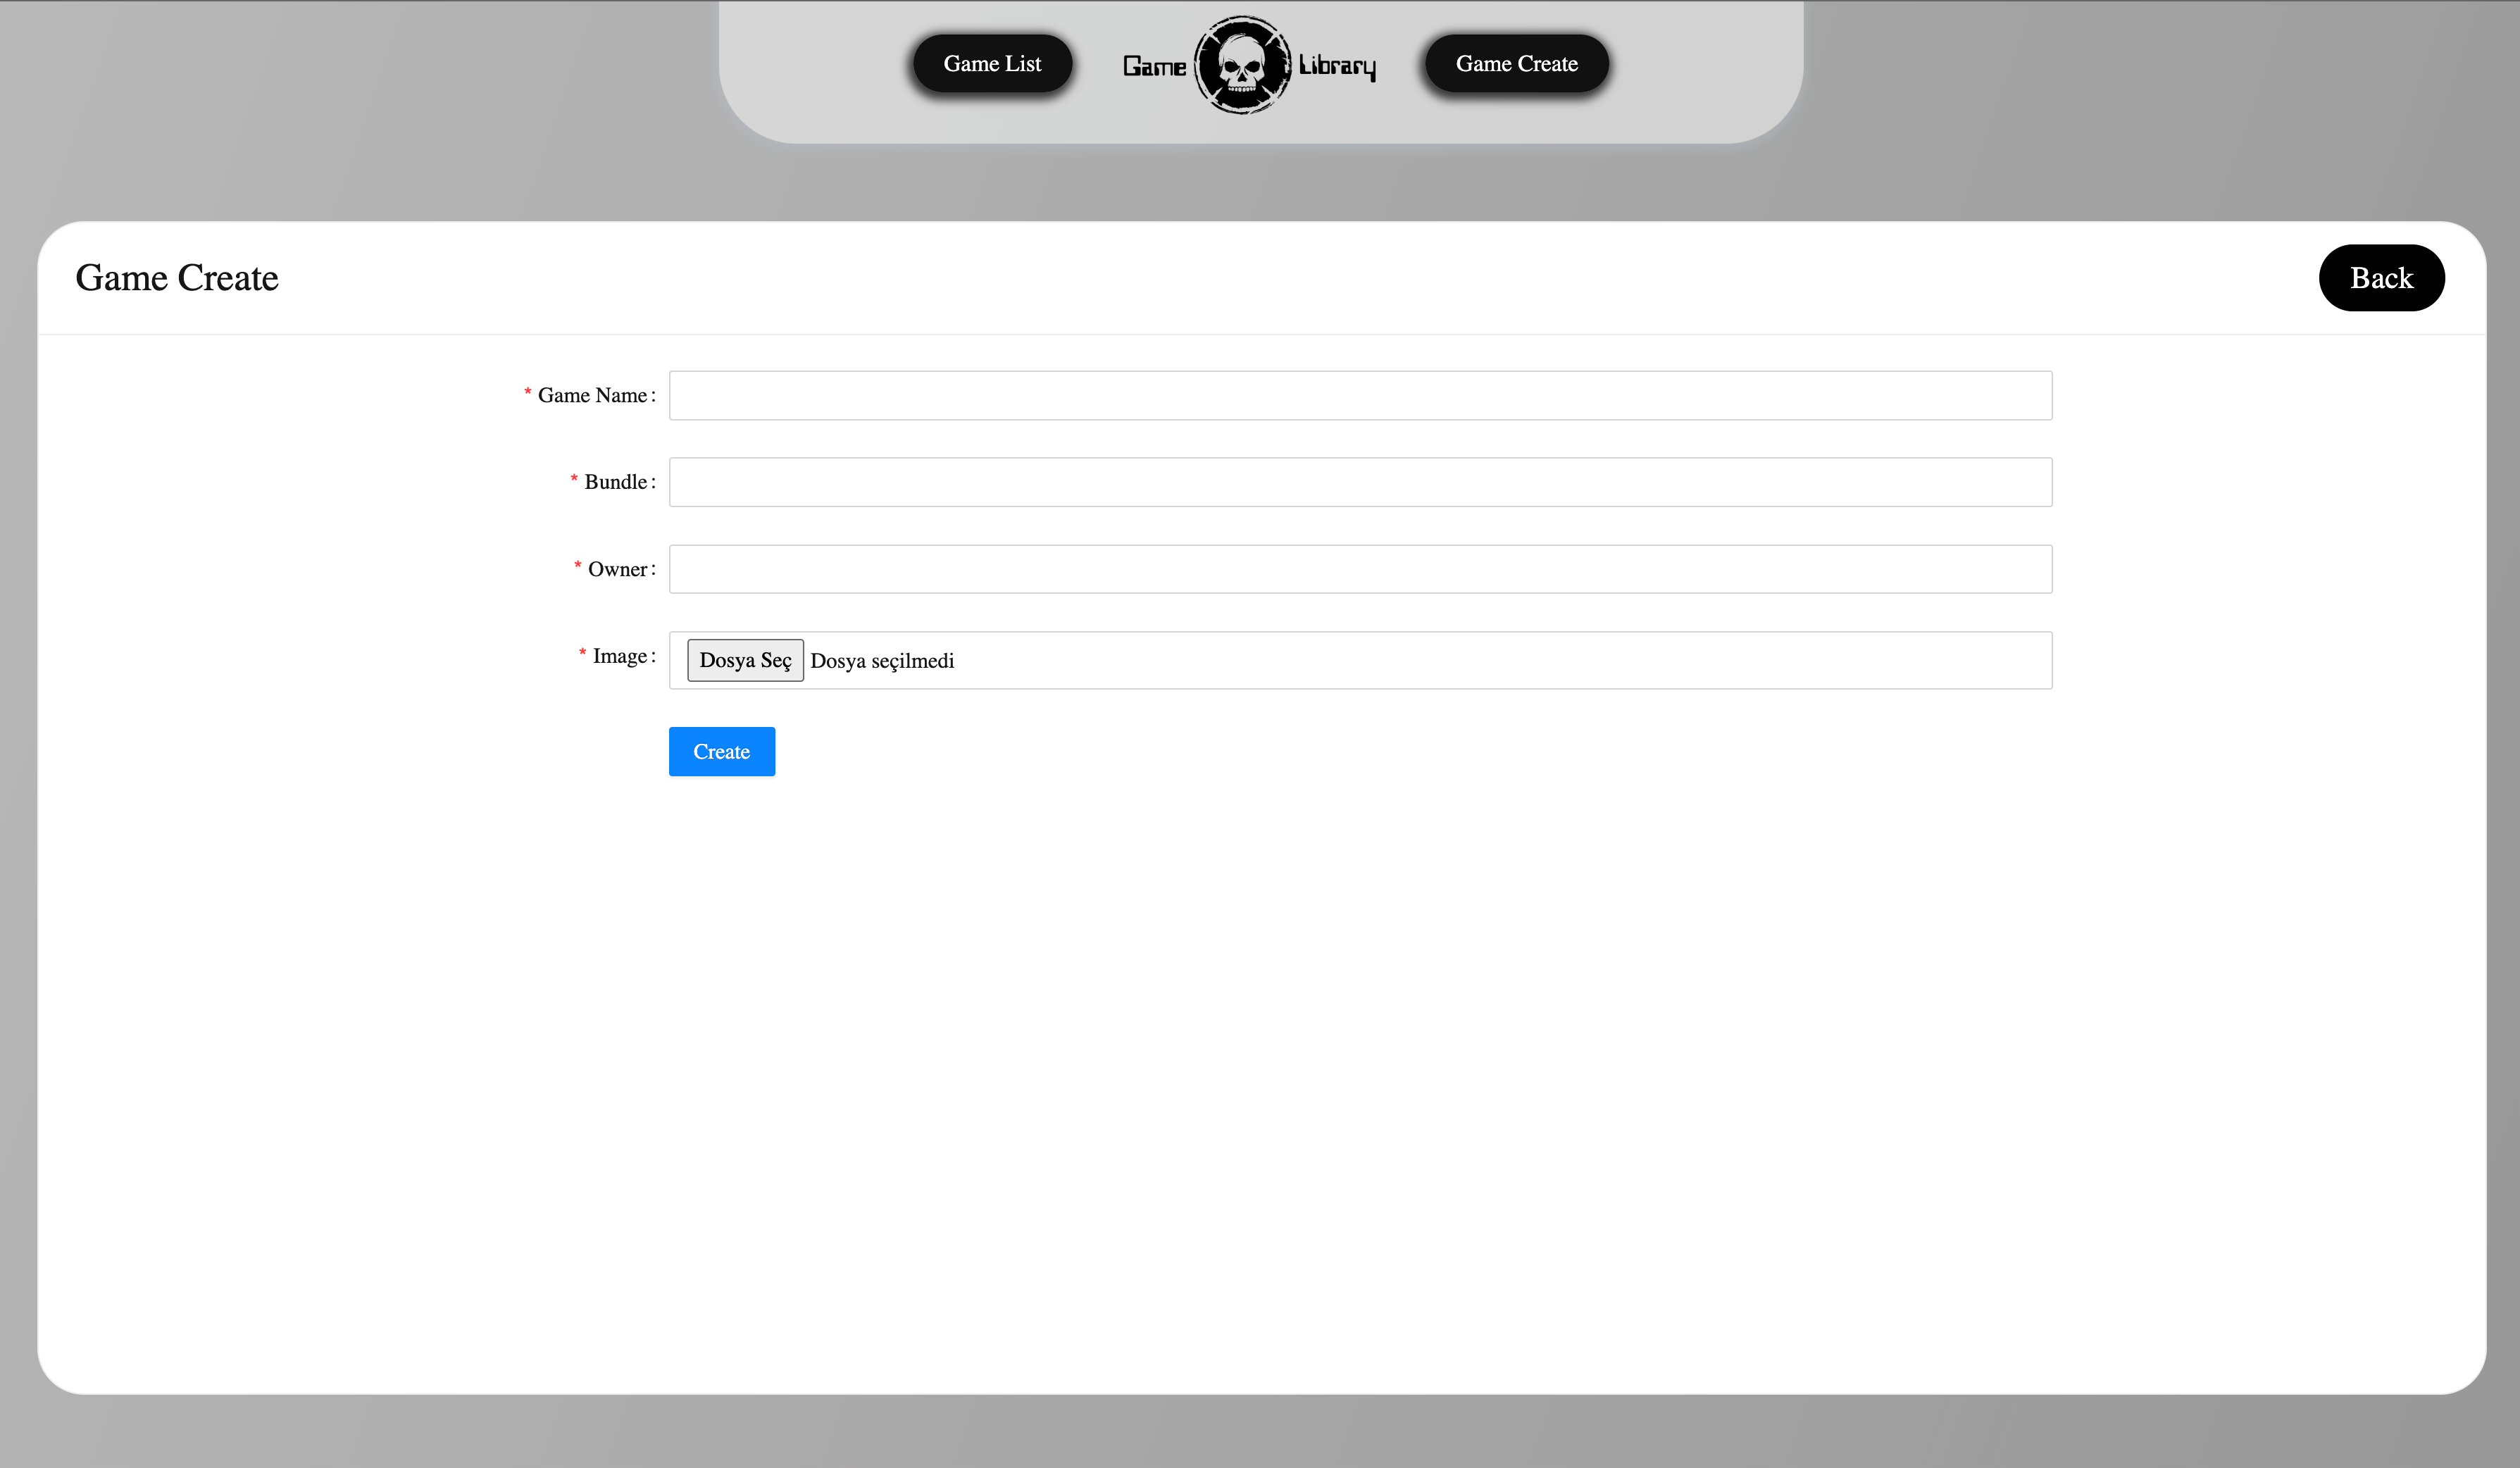 Game List
Game Library
Game Create
Game Create
Back
* Game Name:
* Bundle:
* Owner:
* Image:
Dosya Seç Dosya seçilmedi
Create